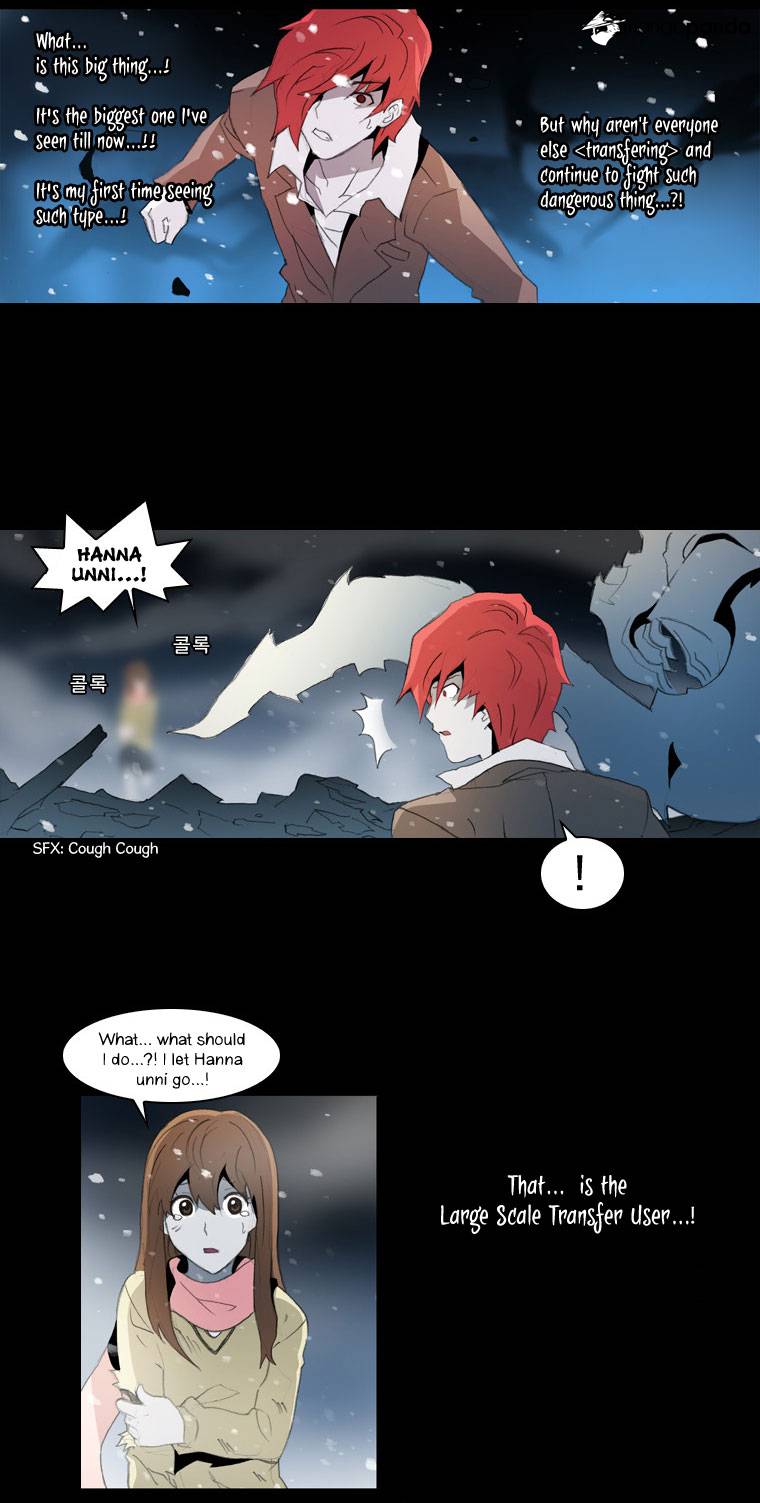 What...
is this big thing...!
It's the biggest one I've
seen till now...!!
It's my first time seeing
such type...!
But why aren't everyone
else <transfering> and
continue to fight such
dangerous thing...?!
HANNA
UNNI...!
콜록
콜록
SFX: Cough Cough
!
What... what should
I do...?! I let Hanna
unni go...!
That... is the
Large Scale Transfer User...!